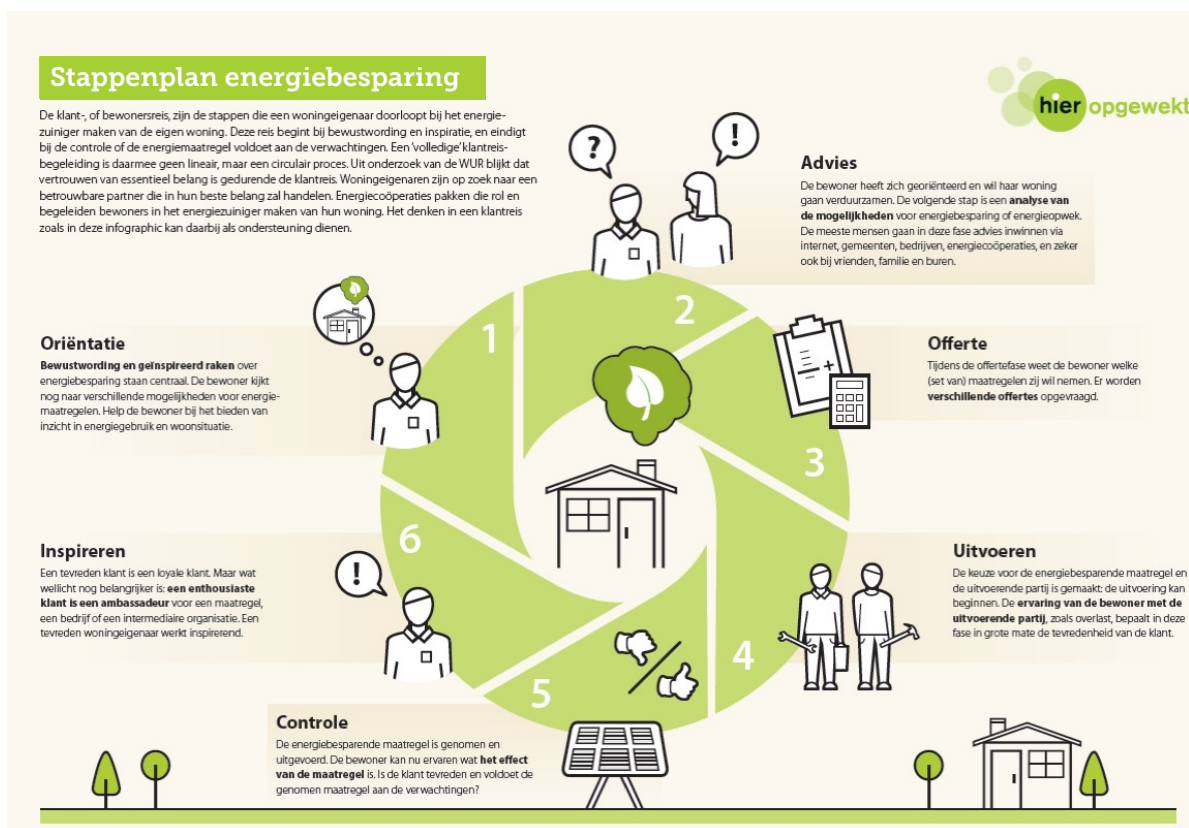 Stappenplan energiebesparing
De klant-, of bewonersreis, zijn de stappen die een woningeigenaar doorloopt bij het energie-
zuiniger maken van de eigen woning. Deze reis begint bij bewustwording en inspiratie, en eindigt
bij de controle of de energiemaatregel voldoet aan de verwachtingen. Een ‘volledige’ klantreis-
begeleiding is daarmee geen lineair, maar een circulair proces. Uit onderzoek van de WUR blijkt dat
vertrouwen van essentieel belang is gedurende de klantreis. Woningeigenaren zijn op zoek naar een
betrouwbare partner die in hun beste belang zal handelen. Energiecoöperaties pakken die rol en
begeleiden bewoners in het energiezuiniger maken van hun woning. Het denken in een klantreis
zoals in deze infographic kan daarbij als ondersteuning dienen.
hier opgewekt
?
!
Advies
De bewoner heeft zich georiënteerd en wil haar woning
gaan verduurzamen. De volgende stap is een analyse van
de mogelijkheden voor energiebesparing of energieopwek.
De meeste mensen gaan in deze fase advies inwinnen via
internet, gemeenten, bedrijven, energiecoöperaties, en zeker
ook bij vrienden, familie en buren.
1
2
Oriëntatie
Bewustwording en geïnspireerd raken over
energiebesparing staan centraal. De bewoner kijkt
nog naar verschillende mogelijkheden voor energie-
maatregelen. Help de bewoner bij het bieden van
inzicht in energiegebruik en woonsituatie.
Offerte
Tijdens de offertefase weet de bewoner welke
(set van) maatregelen zij wil nemen. Er worden
verschillende offertes opgevraagd.
3
6
Inspireren
Een tevreden klant is een loyale klant. Maar wat
wellicht nog belangrijker is: een enthousiaste
klant is een ambassadeur voor een maatregel,
een bedrijf of een intermediaire organisatie. Een
tevreden woningeigenaar werkt inspirerend.
!
Uitvoeren
De keuze voor de energiebesparende maatregel en
de uitvoerende partij is gemaakt: de uitvoering kan
beginnen. De ervaring van de bewoner met de
uitvoerende partij, zoals overlast, bepaalt in deze
fase in grote mate de tevredenheid van de klant.
4
5
Controle
De energiebesparende maatregel is genomen en
uitgevoerd. De bewoner kan nu ervaren wat het effect
van de maatregel is. Is de klant tevreden en voldoet de
genomen maatregel aan de verwachtingen?